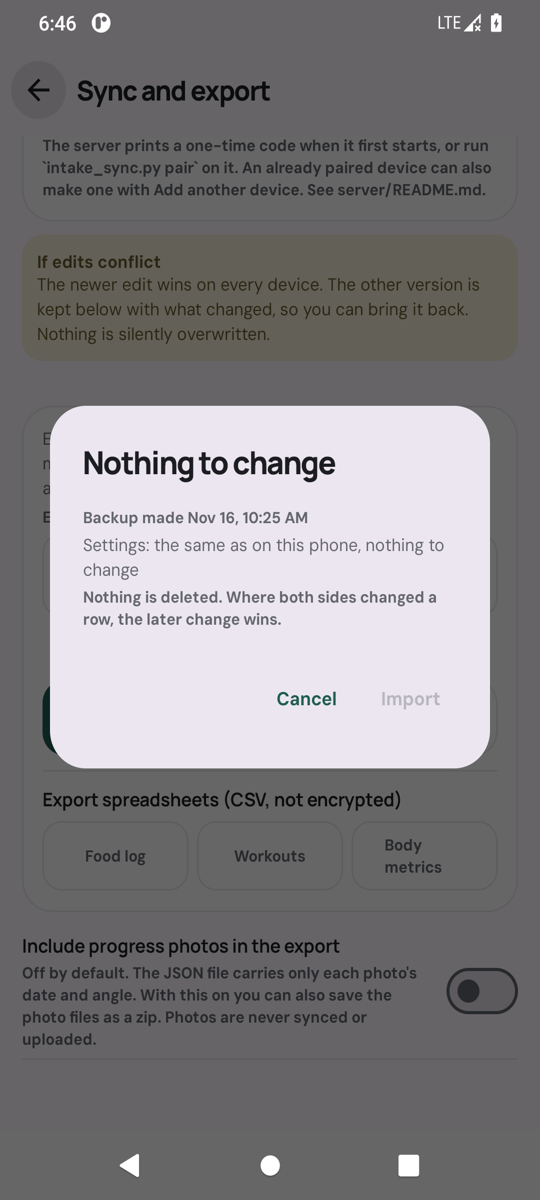 6:46
LTE
Sync and export
The server prints a one-time code when it first starts, or run
`intake_sync.py pair` on it. An already paired device can also
make one with Add another device. See server/README.md.
If edits conflict
The newer edit wins on every device. The other version is
kept below with what changed, so you can bring it back.
Nothing is silently overwritten.
Nothing to change
Backup made Nov 16, 10:25 AM
Settings: the same as on this phone, nothing to
change
Nothing is deleted. Where both sides changed a
row, the later change wins.
Cancel
Import
Export spreadsheets (CSV, not encrypted)
Food log
Workouts
Body
metrics
Include progress photos in the export
Off by default. The JSON file carries only each photo's
date and angle. With this on you can also save the
photo files as a zip. Photos are never synced or
uploaded.